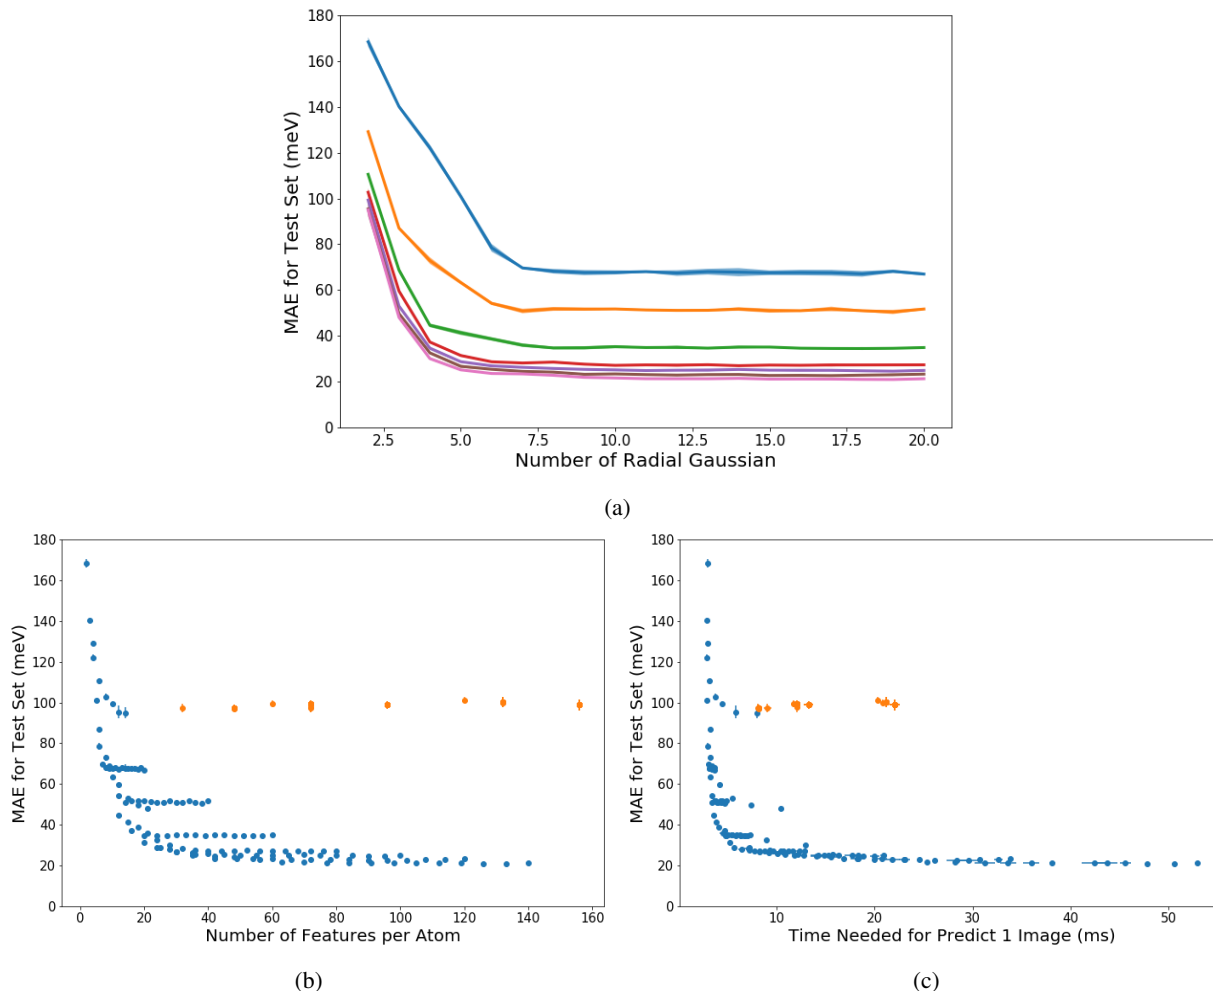 180
160
140
120
100
80
60
40
20
0
MAE for Test Set (meV)
2.5 5.0 7.5 10.0 12.5 15.0 17.5 20.0
Number of Radial Gaussian
(a)
180
160
140
120
100
80
60
40
20
0
MAE for Test Set (meV)
0 20 40 60 80 100 120 140 160
Number of Features per Atom
(b)
180
160
140
120
100
80
60
40
20
0
MAE for Test Set (meV)
10 20 30 40 50
Time Needed for Predict 1 Image (ms)
(c)